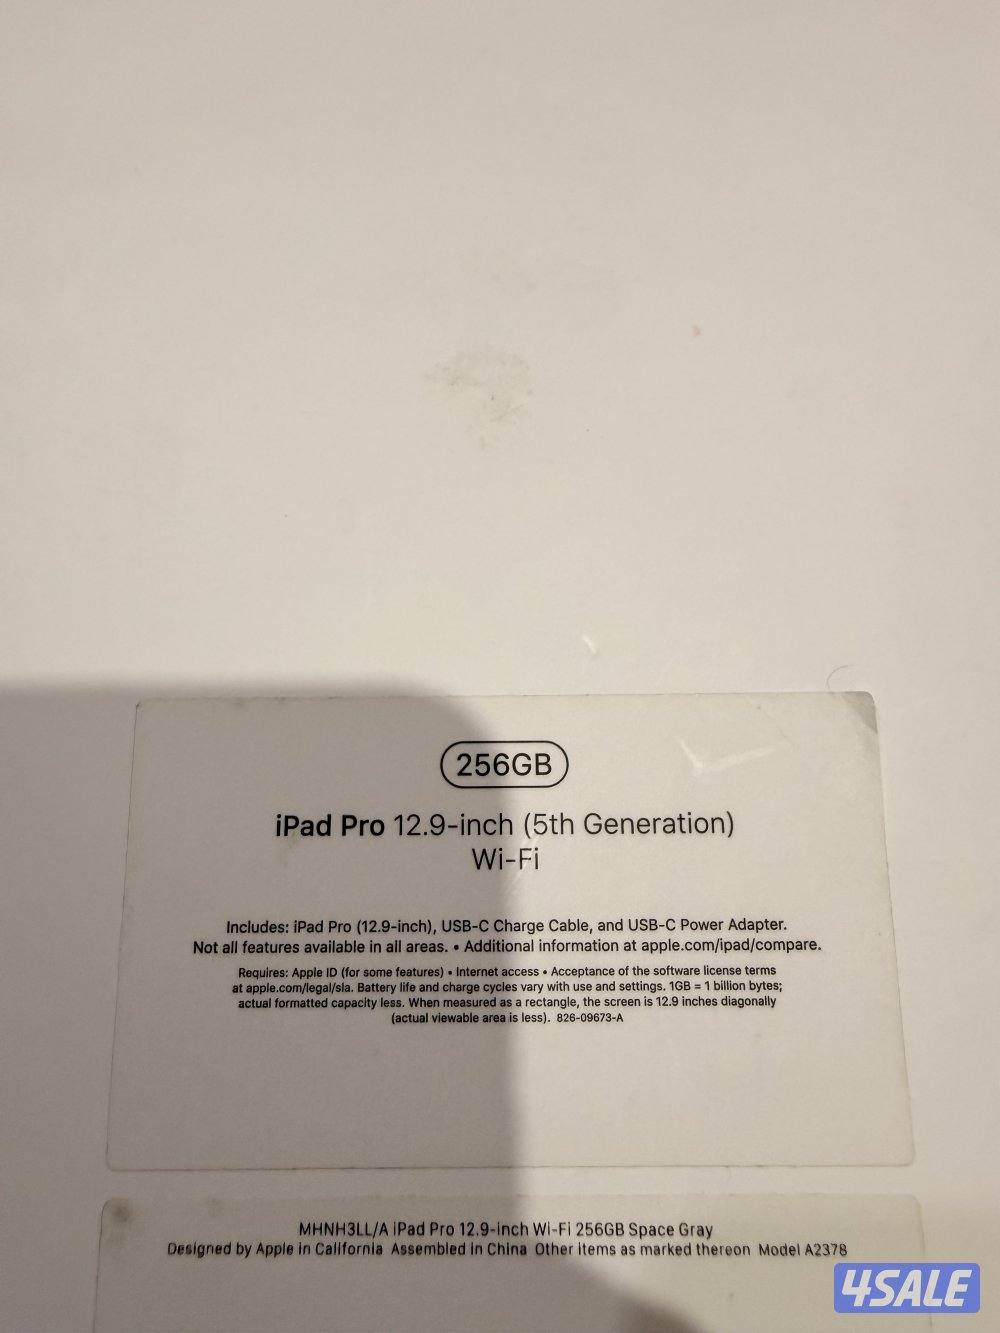 256GB
iPad Pro 12.9-inch (5th Generation)
Wi-Fi
Includes: iPad Pro (12.9-inch), USB-C Charge Cable, and USB-C Power Adapter.
Not all features available in all areas. • Additional information at apple.com/ipad/compare.
Requires: Apple ID (for some features) • Internet access • Acceptance of the software license terms
at apple.com/legal/sla. Battery life and charge cycles vary with use and settings. 1GB = 1 billion bytes;
actual formatted capacity less. When measured as a rectangle, the screen is 12.9 inches diagonally
(actual viewable area is less). 826-09673-A
MHNH3LL/A iPad Pro 12.9-inch Wi-Fi 256GB Space Gray
Designed by Apple in California Assembled in China Other items as marked thereon Model A2378
4SALE